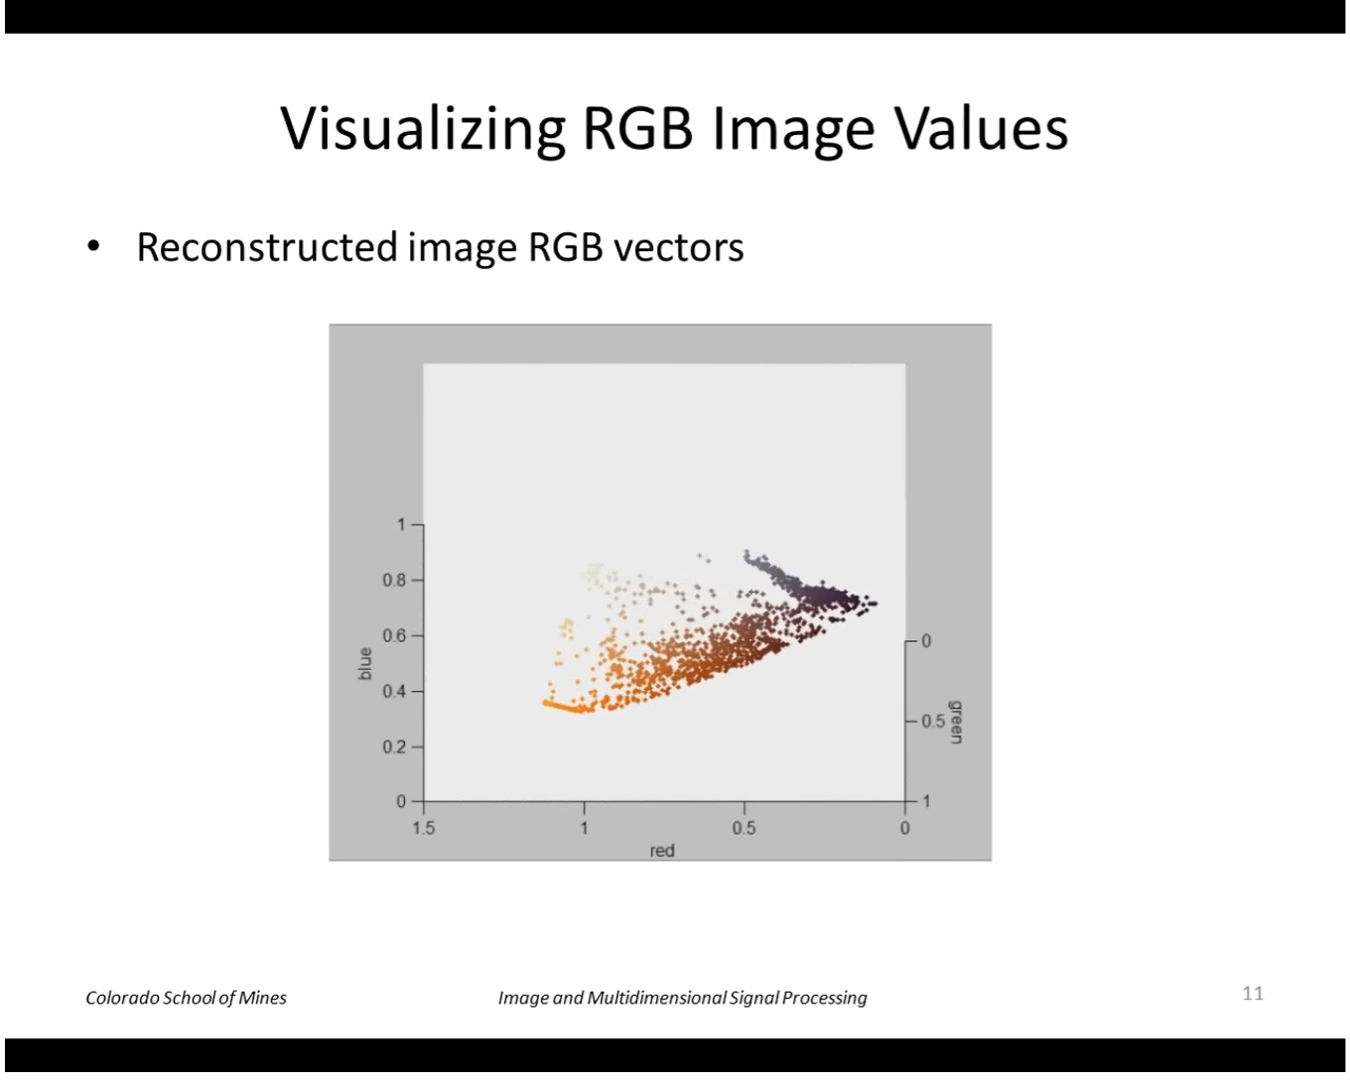 Visualizing RGB Image Values
• Reconstructed image RGB vectors
1
0.8
0.6
0.4
0.2
0
blue
0
0.5
1
green
1.5 1 0.5 0
red
Colorado School of Mines Image and Multidimensional Signal Processing 11